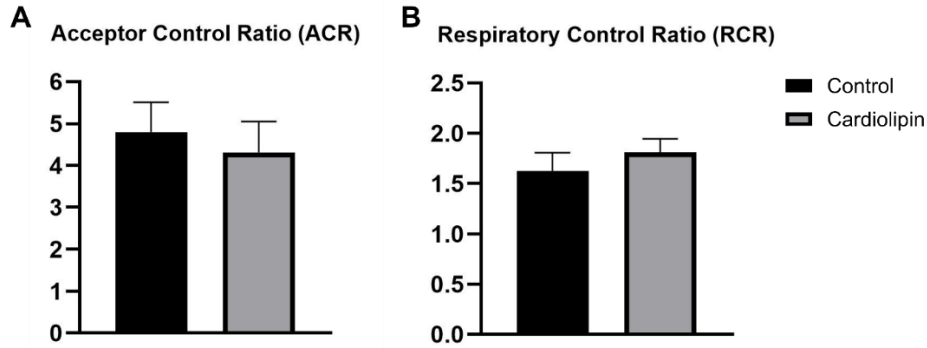 A
Acceptor Control Ratio (ACR)
6
5
4
3
2
1
0
B
Respiratory Control Ratio (RCR)
2.5
2.0
1.5
1.0
0.5
0.0
Control
Cardiolipin